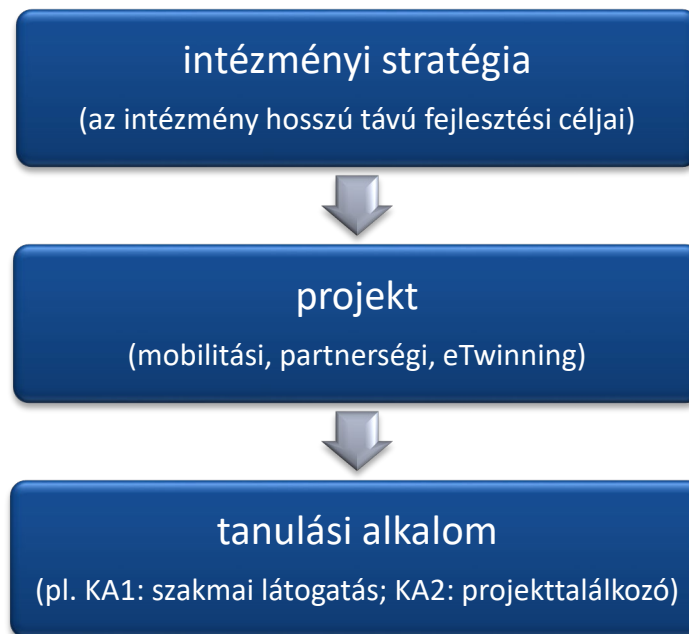 intézményi stratégia
(az intézmény hosszú távú fejlesztési céljai)
projekt
(mobilitási, partnerségi, eTwinning)
tanulási alkalom
(pl. KA1: szakmai látogatás; KA2: projekttalálkozó)